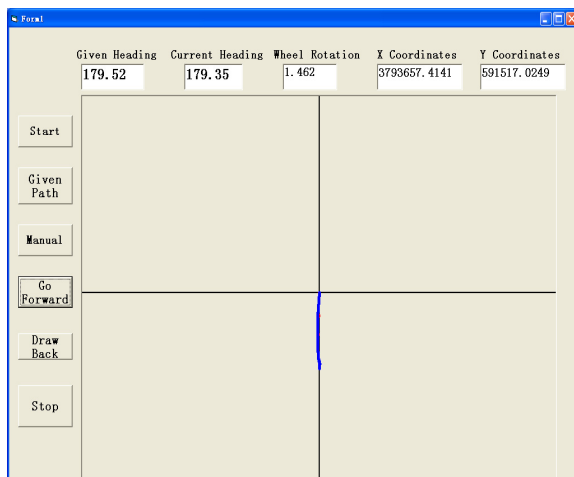 Form1
Given Heading Current Heading Wheel Rotation X Coordinates Y Coordinates
179.52 179.35 1.462 3793657.4141 591517.0249
Start
Given
Path
Manual
Go
Forward
Draw
Back
Stop